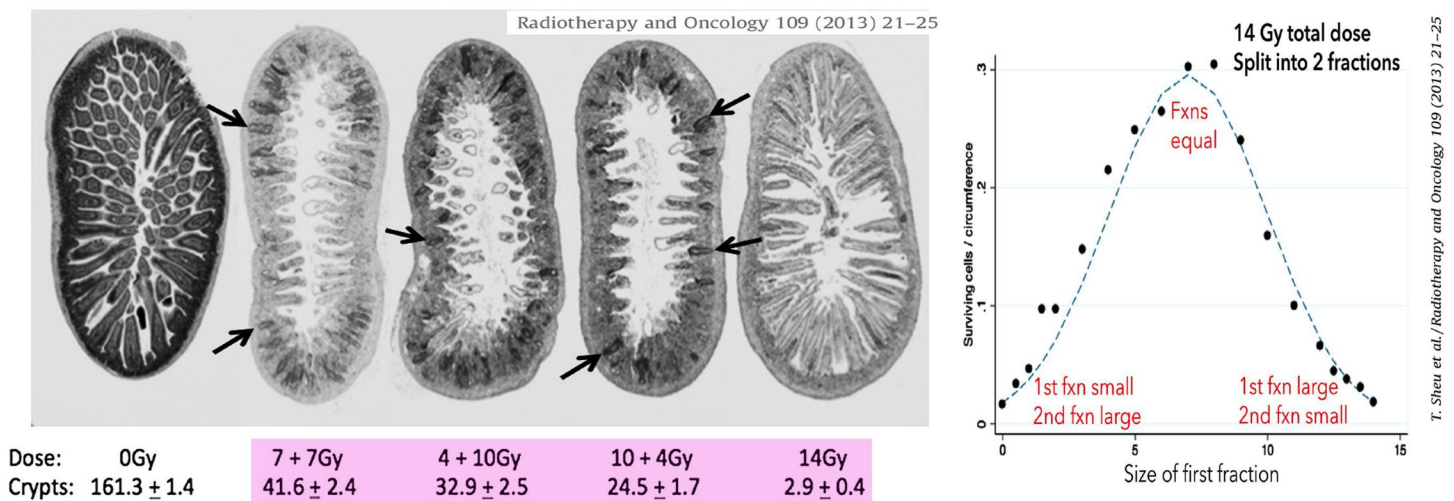 Radiotherapy and Oncology 109 (2013) 21–25
Dose: 0Gy 7 + 7Gy 4 + 10Gy 10 + 4Gy 14Gy
Crypts: 161.3 ± 1.4 41.6 ± 2.4 32.9 ± 2.5 24.5 ± 1.7 2.9 ± 0.4
14 Gy total dose
Split into 2 fractions
Fxns
equal
1st fxn small
2nd fxn large
1st fxn large
2nd fxn small
Surviving cells / circumference
.3
.2
.1
0
0 5 10 15
Size of first fraction
T. Sheu et al./Radiotherapy and Oncology 109 (2013) 21–25